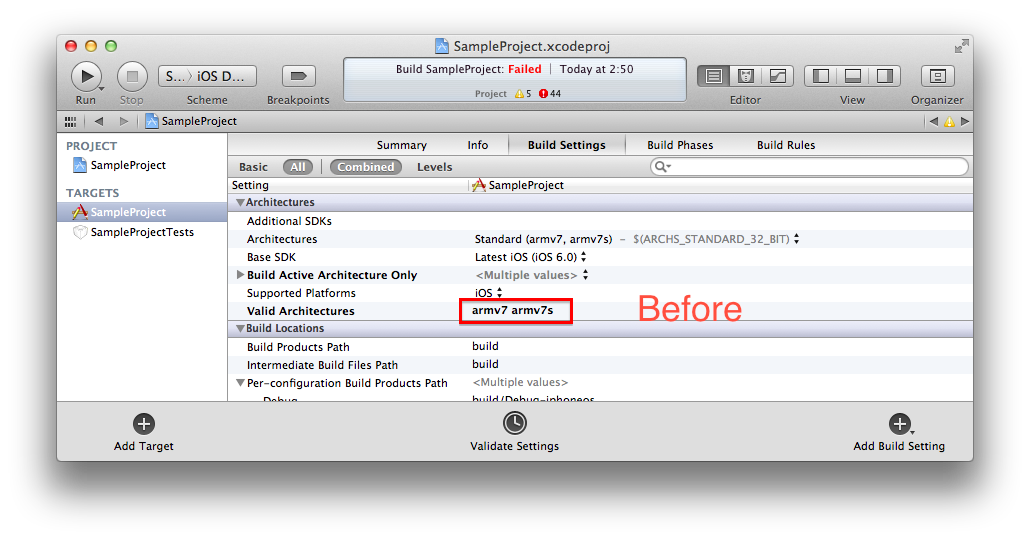 SampleProject.xcodeproj
S... 〉 iOS D...
Build SampleProject: Failed | Today at 2:50
Project 5 44
Run Stop Scheme Breakpoints Editor View Organizer
SampleProject
PROJECT
SampleProject
TARGETS
SampleProject
SampleProjectTests
Summary Info Build Settings Build Phases Build Rules
Basic All Combined Levels
Setting SampleProject
Architectures
Additional SDKs
Architectures Standard (armv7, armv7s) – $(ARCHS_STANDARD_32_BIT)
Base SDK Latest iOS (iOS 6.0)
Build Active Architecture Only <Multiple values>
Supported Platforms iOS
Valid Architectures armv7 armv7s
Before
Build Locations
Build Products Path build
Intermediate Build Files Path build
Per-configuration Build Products Path <Multiple values>
Debug build/Debug-iphoneos
Add Target Validate Settings Add Build Setting